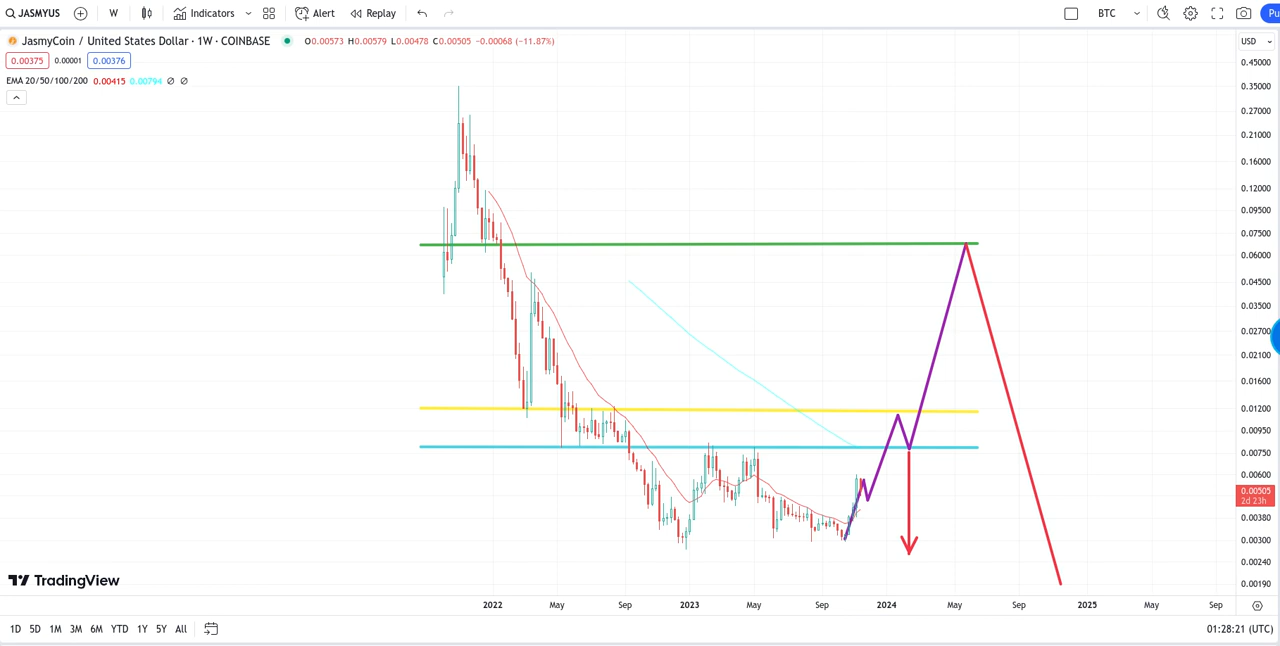 JASMYUS W Indicators Alert Replay BTC Pu
JasmyCoin / United States Dollar · 1W · COINBASE O0.00573 H0.00579 L0.00478 C0.00505 -0.00068 (-11.87%) USD
0.00375 0.00001 0.00376
EMA 20/50/100/200 0.00415 0.00794 ∅ ∅
0.45000
0.35000
0.27000
0.21000
0.16000
0.12000
0.09500
0.07500
0.06000
0.04500
0.03500
0.02700
0.02100
0.01600
0.01200
0.00950
0.00750
0.00600
0.00505
2d 23h
0.00380
0.00300
0.00240
0.00190
TradingView
2022 May Sep 2023 May Sep 2024 May Sep 2025 May Sep
1D 5D 1M 3M 6M YTD 1Y 5Y All 01:28:21 (UTC)